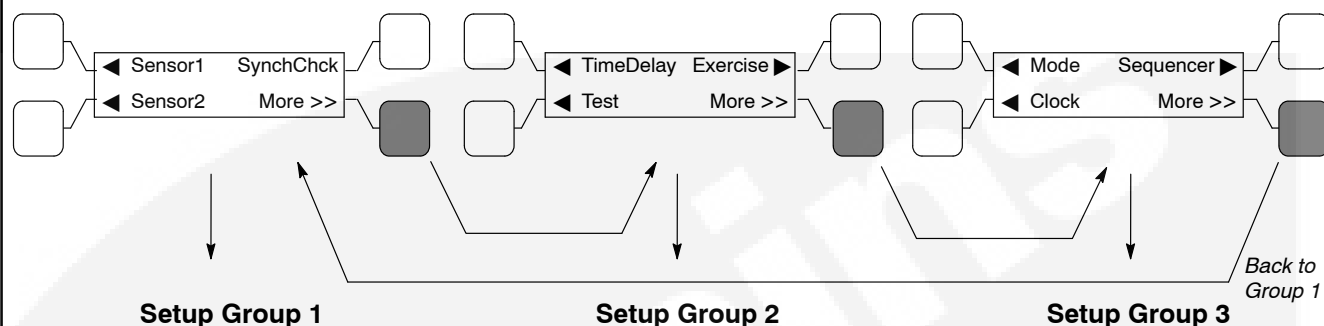 ◀ Sensor1 SynchChck
◀ Sensor2 More >>
◀ TimeDelay Exercise ▶
◀ Test More >>
◀ Mode Sequencer ▶
◀ Clock More >>
Back to
Group 1
Setup Group 1
Setup Group 2
Setup Group 3